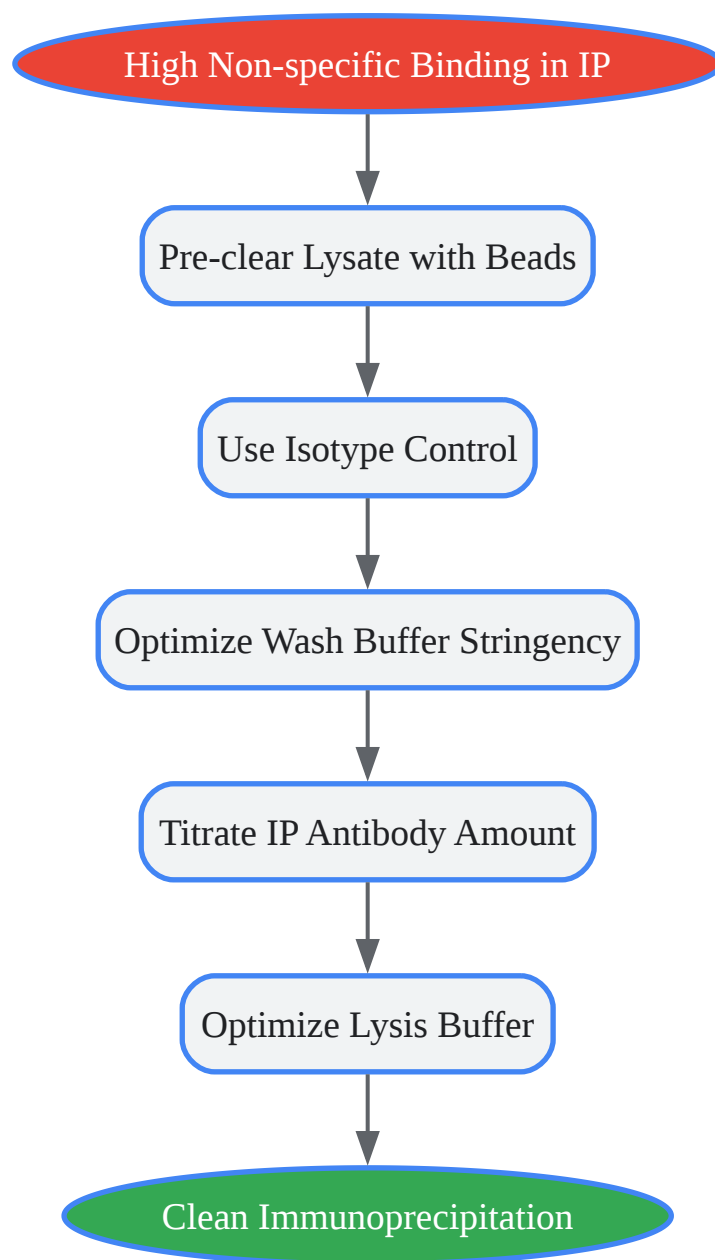 High Non-specific Binding in IP
Pre-clear Lysate with Beads
Use Isotype Control
Optimize Wash Buffer Stringency
Titrate IP Antibody Amount
Optimize Lysis Buffer
Clean Immunoprecipitation